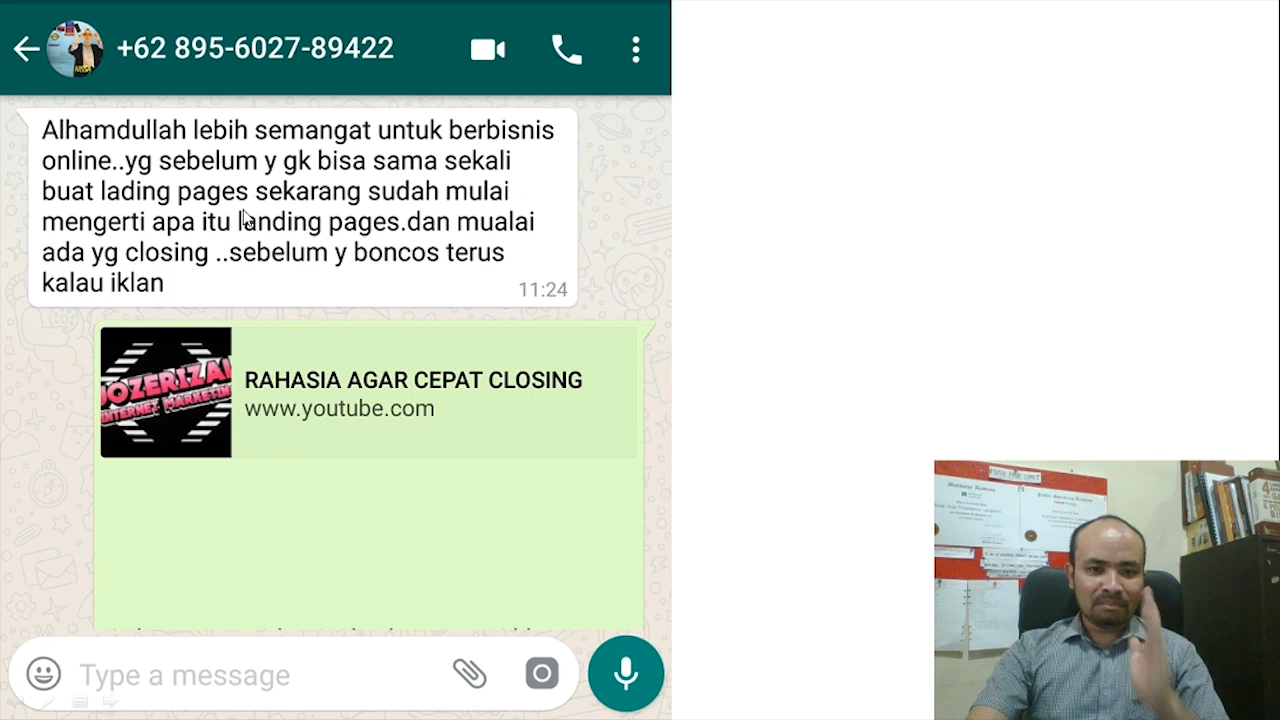 +62 895-6027-89422
Alhamdullah lebih semangat untuk berbisnis
online..yg sebelum y gk bisa sama sekali
buat lading pages sekarang sudah mulai
mengerti apa itu landing pages.dan mualai
ada yg closing ..sebelum y boncos terus
kalau iklan
11:24
RAHASIA AGAR CEPAT CLOSING
www.youtube.com
INTERNET MARKETIN
Type a message